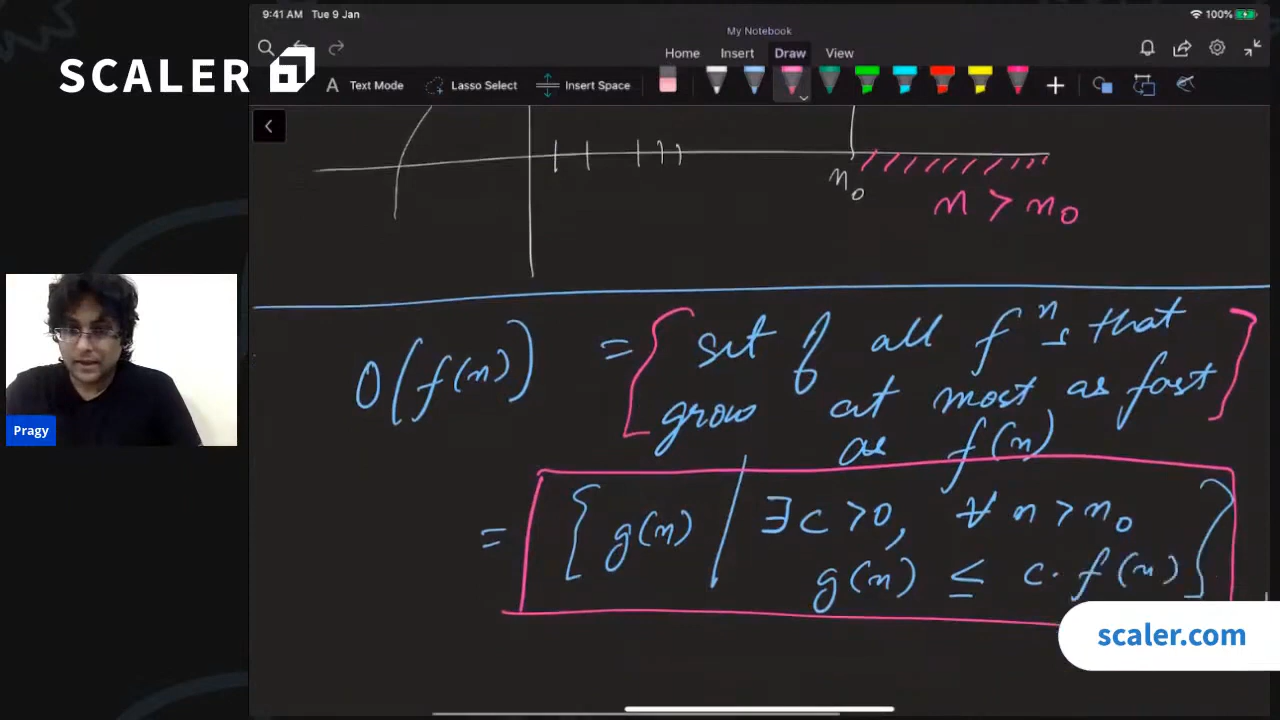 9:41 AM Tue 9 Jan
100%
My Notebook
Home Insert Draw View
SCALER
A Text Mode Lasso Select Insert Space
n₀
n > n₀
O(f(n)) = [ set of all fⁿs that
grow at most as fast ]
as f(n)
= { g(n) | ∃ c > 0, ∀ n > n₀
g(n) ≤ c. f(n) }
Pragy
scaler.com